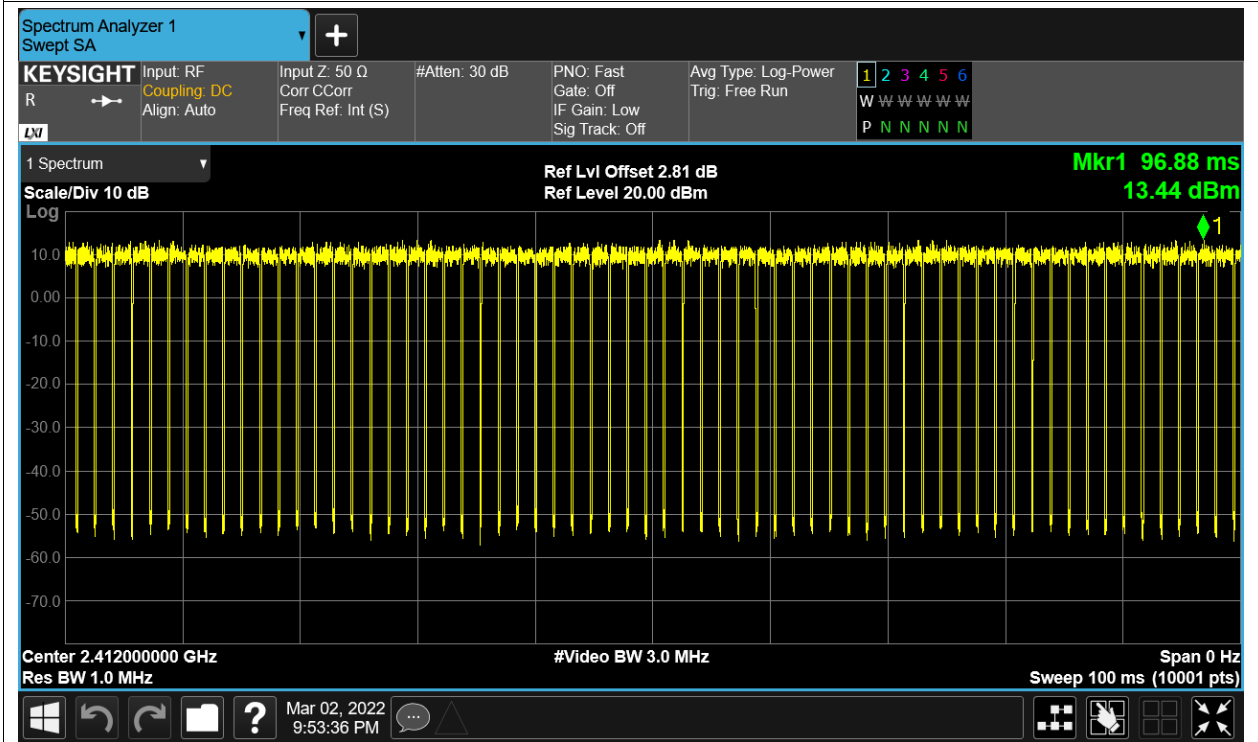 Spectrum Analyzer 1
Swept SA
KEYSIGHT
R
LXI
Input: RF
Coupling: DC
Align: Auto
Input Z: 50 Ω
Corr CCorr
Freq Ref: Int (S)
#Atten: 30 dB
PNO: Fast
Gate: Off
IF Gain: Low
Sig Track: Off
Avg Type: Log-Power
Trig: Free Run
1 2 3 4 5 6
W W W W W W
P N N N N N
1 Spectrum
Scale/Div 10 dB
Ref Lvl Offset 2.81 dB
Ref Level 20.00 dBm
Mkr1 96.88 ms
13.44 dBm
Log
1
10.0
0.00
-10.0
-20.0
-30.0
-40.0
-50.0
-60.0
-70.0
Center 2.412000000 GHz
Res BW 1.0 MHz
#Video BW 3.0 MHz
Span 0 Hz
Sweep 100 ms (10001 pts)
?
Mar 02, 2022
9:53:36 PM